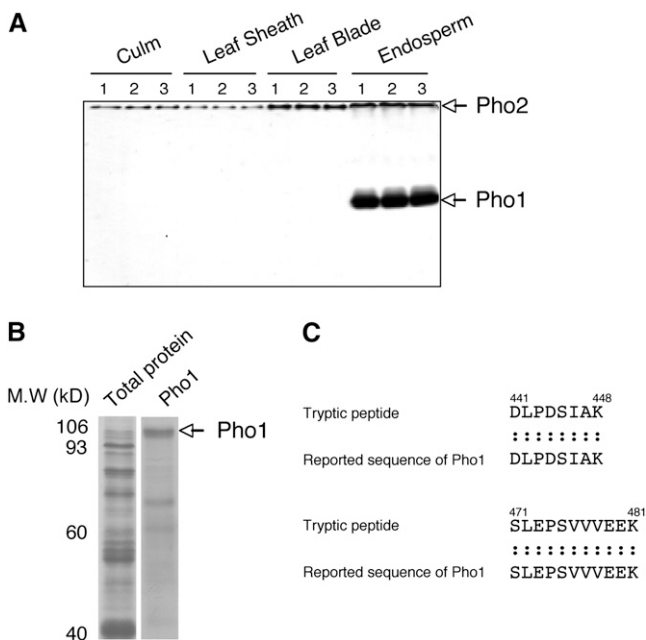 A
Culm Leaf Sheath Leaf Blade Endosperm
1 2 3 1 2 3 1 2 3 1 2 3
Pho2
Pho1
B
M.W (kD) Total protein Pho1
106
93
60
40
Pho1
C
441 448
Tryptic peptide DLPDSIAK
: : : : : : : :
Reported sequence of Pho1 DLPDSIAK
471 481
Tryptic peptide SLEPSVVVEEK
: : : : : : : : : : :
Reported sequence of Pho1 SLEPSVVVEEK